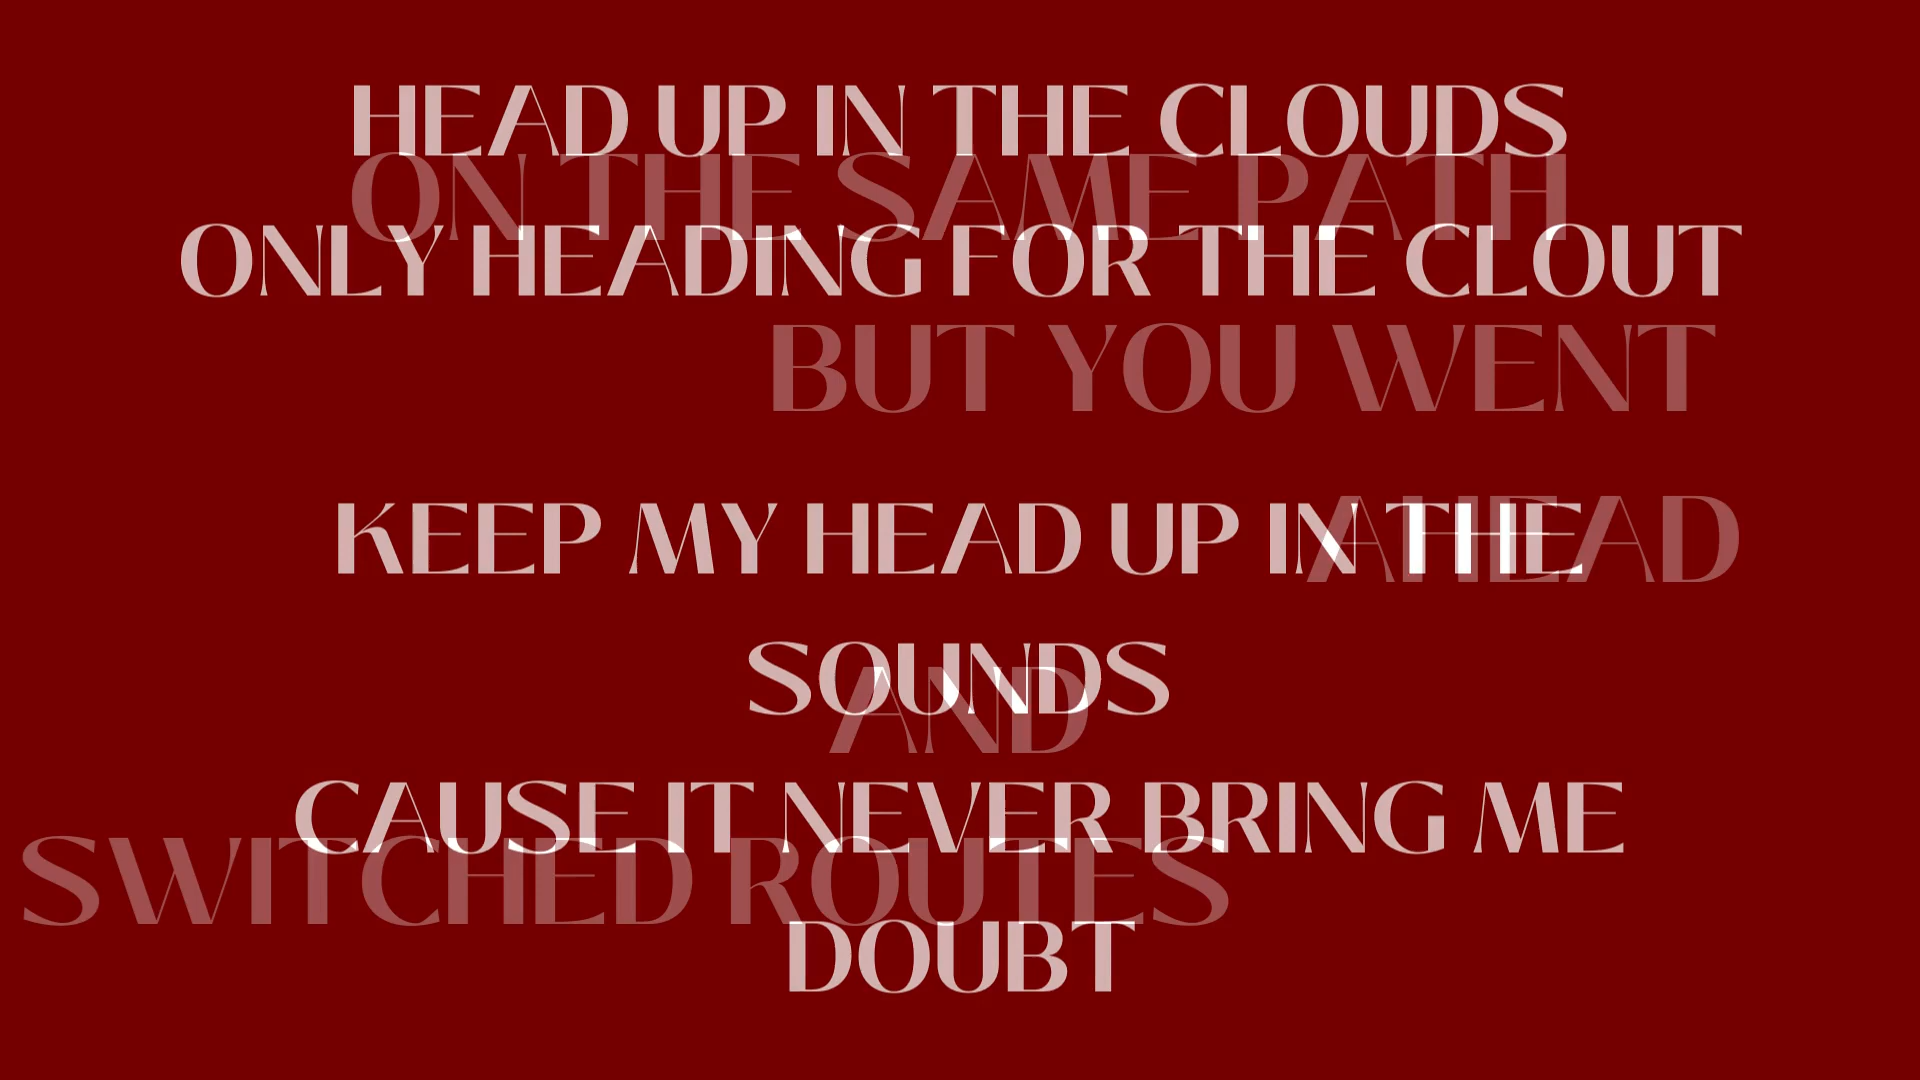 HEAD UP IN THE CLOUDS
ON THE SAME PATH
ONLY HEADING FOR THE CLOUT
BUT YOU WENT
KEEP MY HEAD UP IN THE
AHEAD
SOUNDS
AND
CAUSE IT NEVER BRING ME
SWITCHED ROUTES
DOUBT